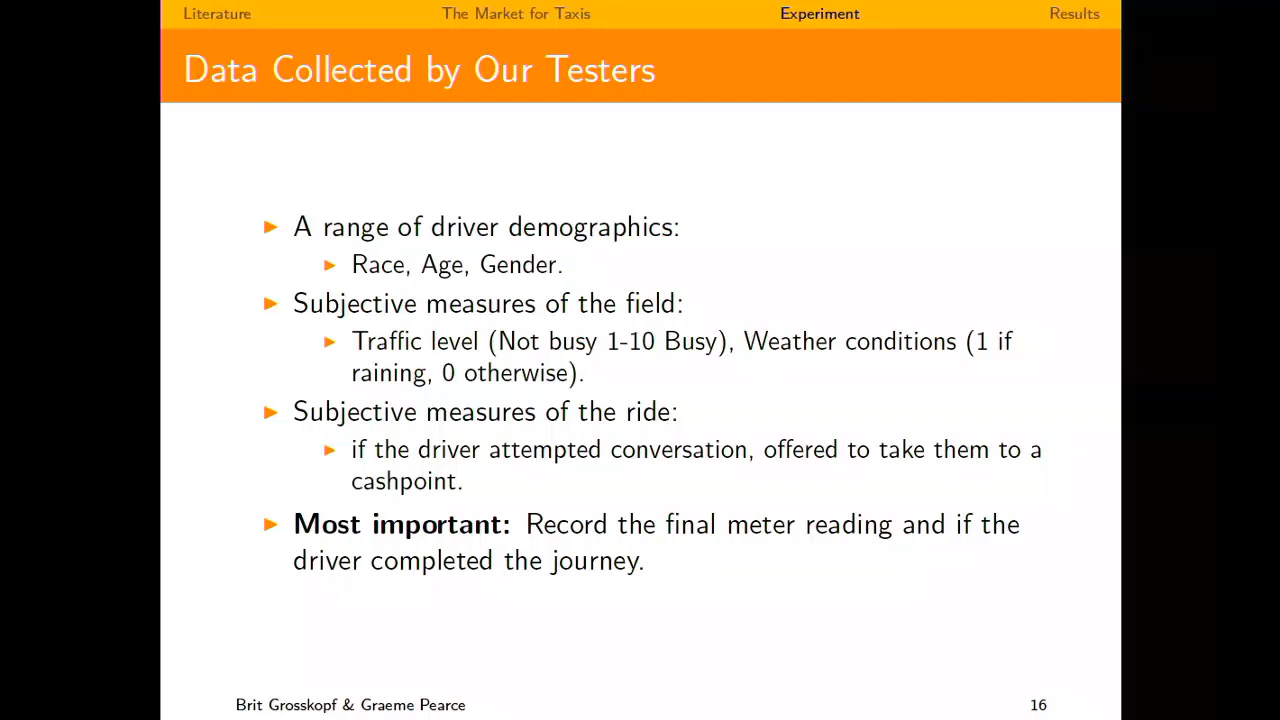 Literature The Market for Taxis Experiment Results
Data Collected by Our Testers
A range of driver demographics:
Race, Age, Gender.
Subjective measures of the field:
Traffic level (Not busy 1-10 Busy), Weather conditions (1 if
raining, 0 otherwise).
Subjective measures of the ride:
if the driver attempted conversation, offered to take them to a
cashpoint.
Most important: Record the final meter reading and if the
driver completed the journey.
Brit Grosskopf & Graeme Pearce 16